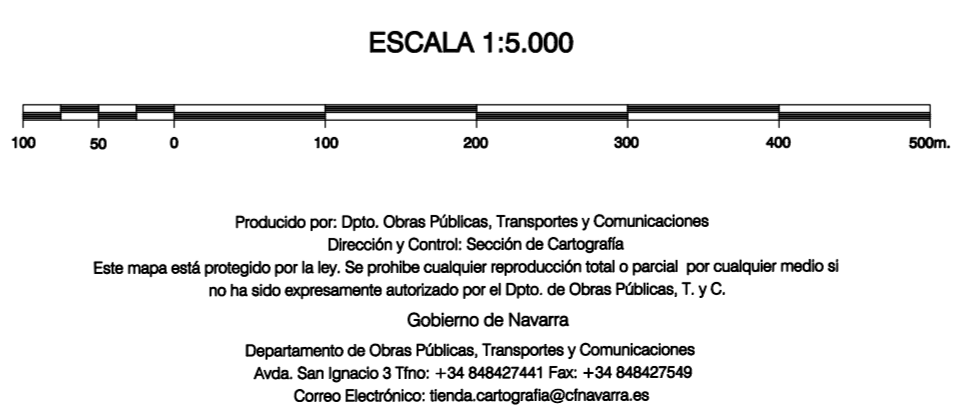 ESCALA 1:5.000
100 50 0 100 200 300 400 500m.
Producido por: Dpto. Obras Públicas, Transportes y Comunicaciones
Dirección y Control: Sección de Cartografía
Este mapa está protegido por la ley. Se prohibe cualquier reproducción total o parcial por cualquier medio si
no ha sido expresamente autorizado por el Dpto. de Obras Públicas, T. y C.
Gobierno de Navarra
Departamento de Obras Públicas, Transportes y Comunicaciones
Avda. San Ignacio 3 Tfno: +34 848427441 Fax: +34 848427549
Correo Electrónico: tienda.cartografia@cfnavarra.es